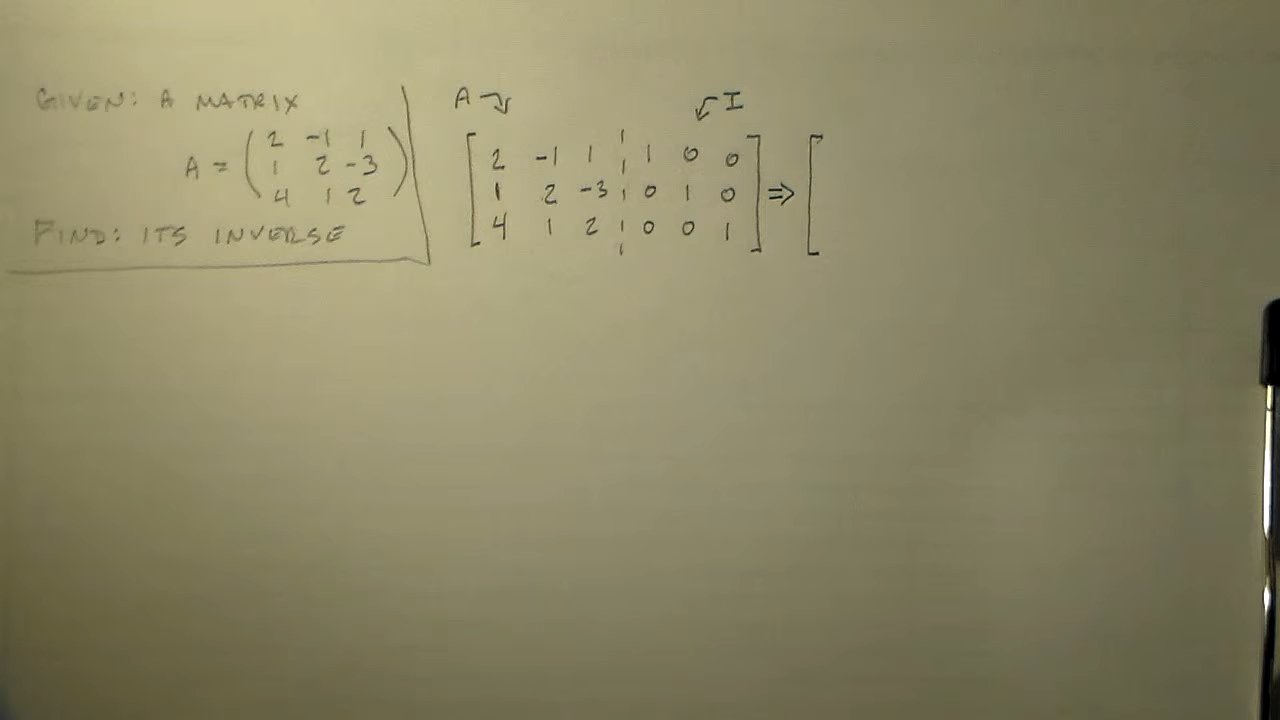 GIVEN: A MATRIX
A = ( 2 -1 1
1 2 -3
4 1 2 )
FIND: ITS INVERSE
A I
[ 2 -1 1 | 1 0 0
1 2 -3 | 0 1 0 ⇒ [
4 1 2 | 0 0 1 ]